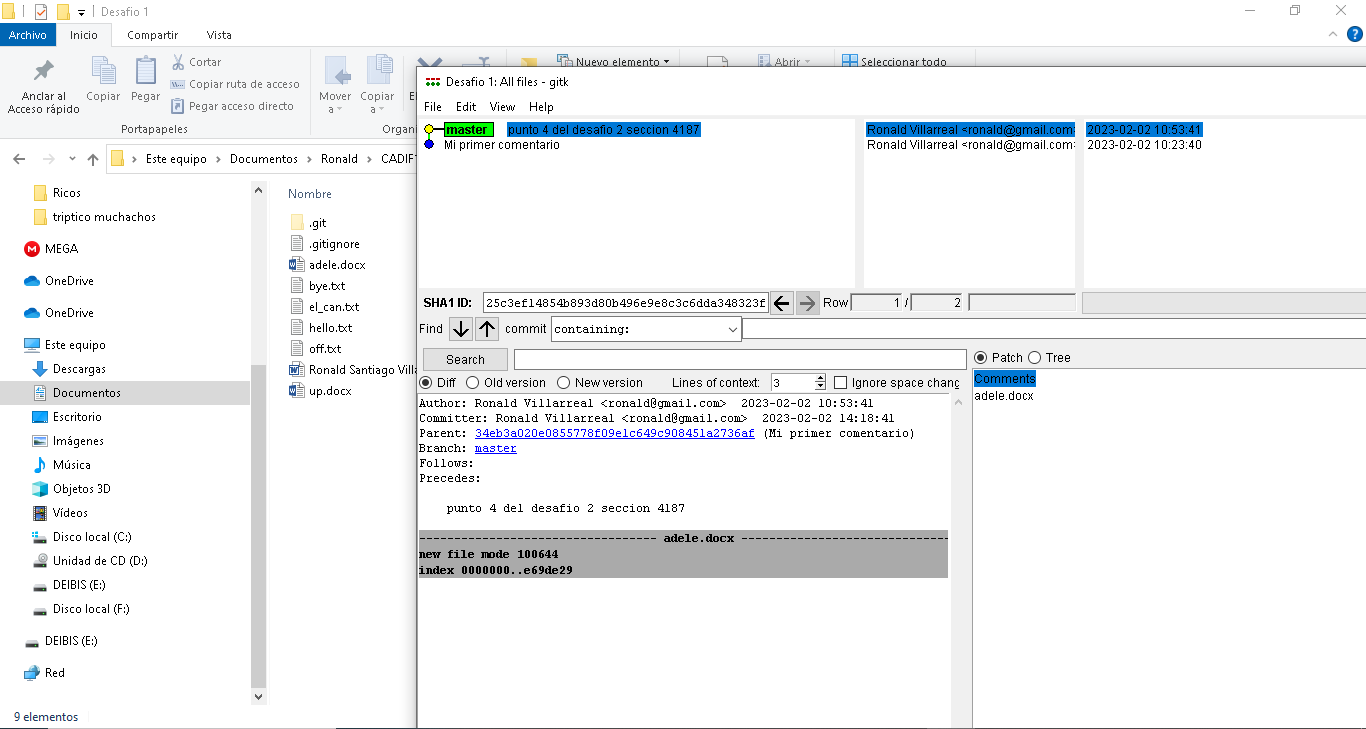 Desafio 1
Archivo Inicio Compartir Vista
Anclar al Acceso rápido
Copiar
Pegar
Cortar
Copiar ruta de acceso
Pegar acceso directo
Mover a
Copiar a
Nuevo elemento
Abrir
Seleccionar todo
Portapapeles
Este equipo > Documentos > Ronald >
Ricos
triptico muchachos
MEGA
OneDrive
OneDrive
Este equipo
Descargas
Documentos
Escritorio
Imágenes
Música
Objetos 3D
Vídeos
Disco local (C:)
Unidad de CD (D:)
DEIBIS (E:)
Disco local (F:)
DEIBIS (E:)
Red
9 elementos
Nombre
.git
.gitignore
adele.docx
bye.txt
el_can.txt
hello.txt
off.txt
Ronald Santiago
up.docx
Desafio 1: All files - gitk
File Edit View Help
master punto 4 del desafio 2 seccion 4187 Ronald Villarreal <ronald@gmail.com> 2023-02-02 10:53:41
Mi primer comentario Ronald Villarreal <ronald@gmail.com> 2023-02-02 10:23:40
SHA1 ID: 25c3ef14854b893d80b496e9e8c3c6dda348323f Row 1 / 2
Find commit containing:
Search
Diff Old version New version Lines of context: 3 Ignore space chang
Patch Tree
Comments
adele.docx
Author: Ronald Villarreal <ronald@gmail.com> 2023-02-02 10:53:41
Committer: Ronald Villarreal <ronald@gmail.com> 2023-02-02 14:18:41
Parent: 34eb3a020e0855778f09e1c649c908451a2736af (Mi primer comentario)
Branch: master
Follows:
Precedes:
punto 4 del desafio 2 seccion 4187
adele.docx
new file mode 100644
index 0000000..e69de29